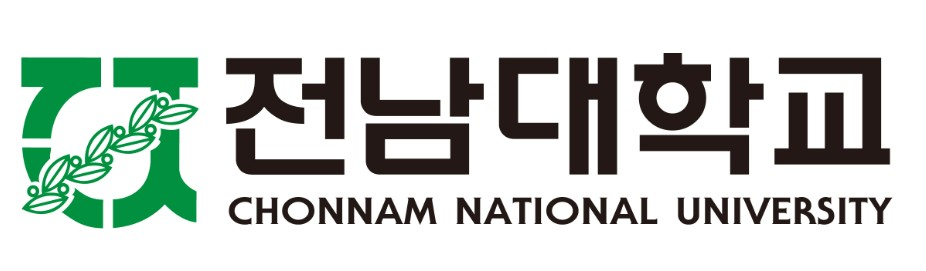 전남대학교
CHONNAM NATIONAL UNIVERSITY